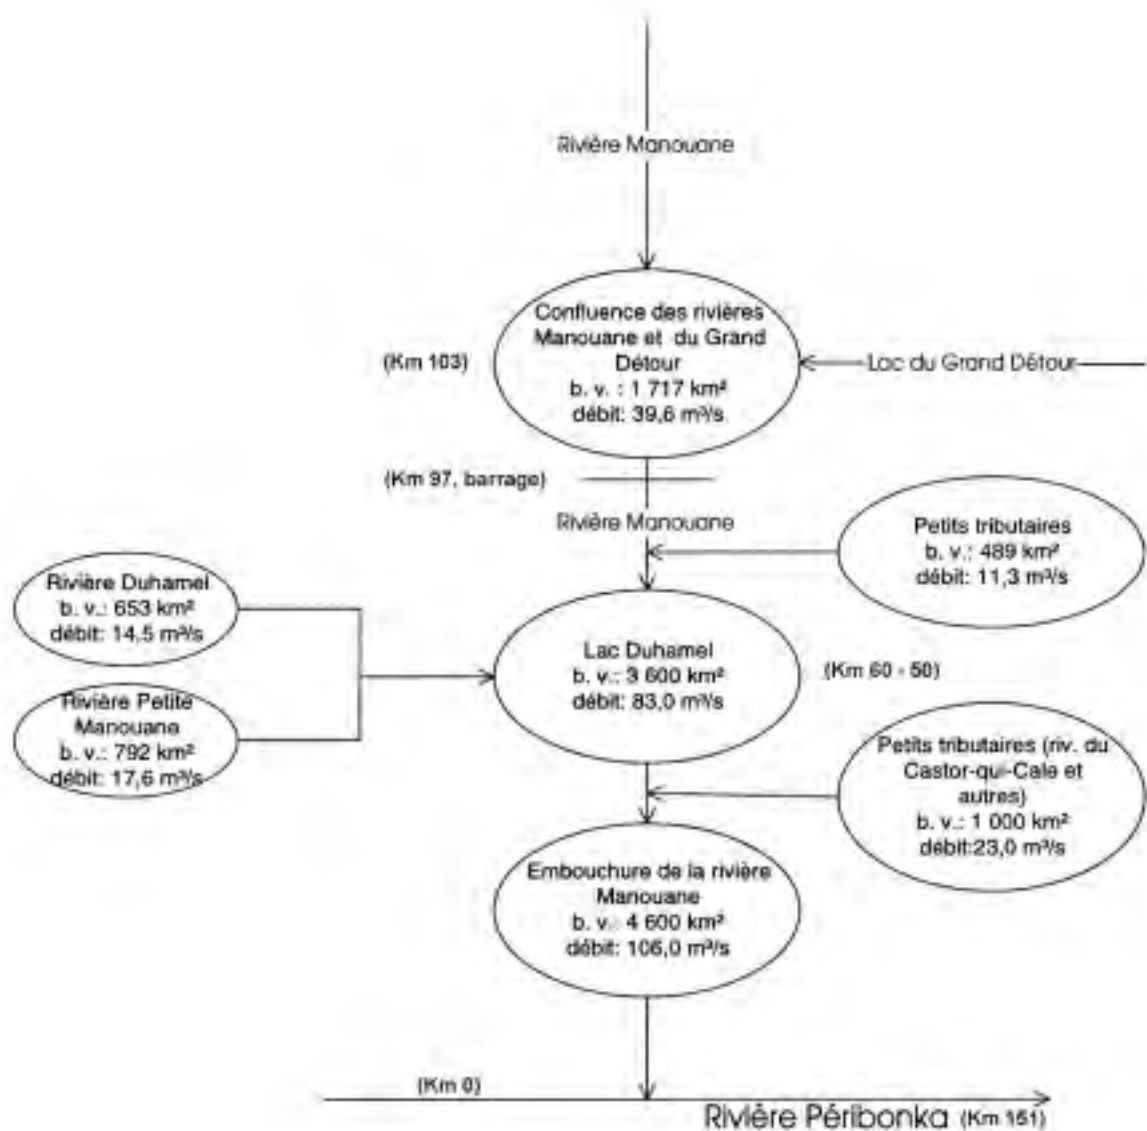 Rivière Manouane
Confluence des rivières
Manouane et du Grand
Détour
b. v. : 1 717 km²
débit: 39,6 m³/s
(Km 103)
Lac du Grand Détour
(Km 97, barrage)
Rivière Manouane
Petits tributaires
b. v.: 489 km²
débit: 11,3 m³/s
Rivière Duhamel
b. v.: 653 km²
débit: 14,5 m³/s
Rivière Petite
Manouane
b. v.: 792 km²
débit: 17,6 m³/s
Lac Duhamel
b. v.: 3 600 km²
débit: 83,0 m³/s
(Km 60 - 50)
Petits tributaires (riv. du
Castor-qui-Cale et
autres)
b. v.: 1 000 km²
débit:23,0 m³/s
Embouchure de la rivière
Manouane
b. v.: 4 600 km²
débit: 106,0 m³/s
(Km 0)
Rivière Péribonka (Km 151)